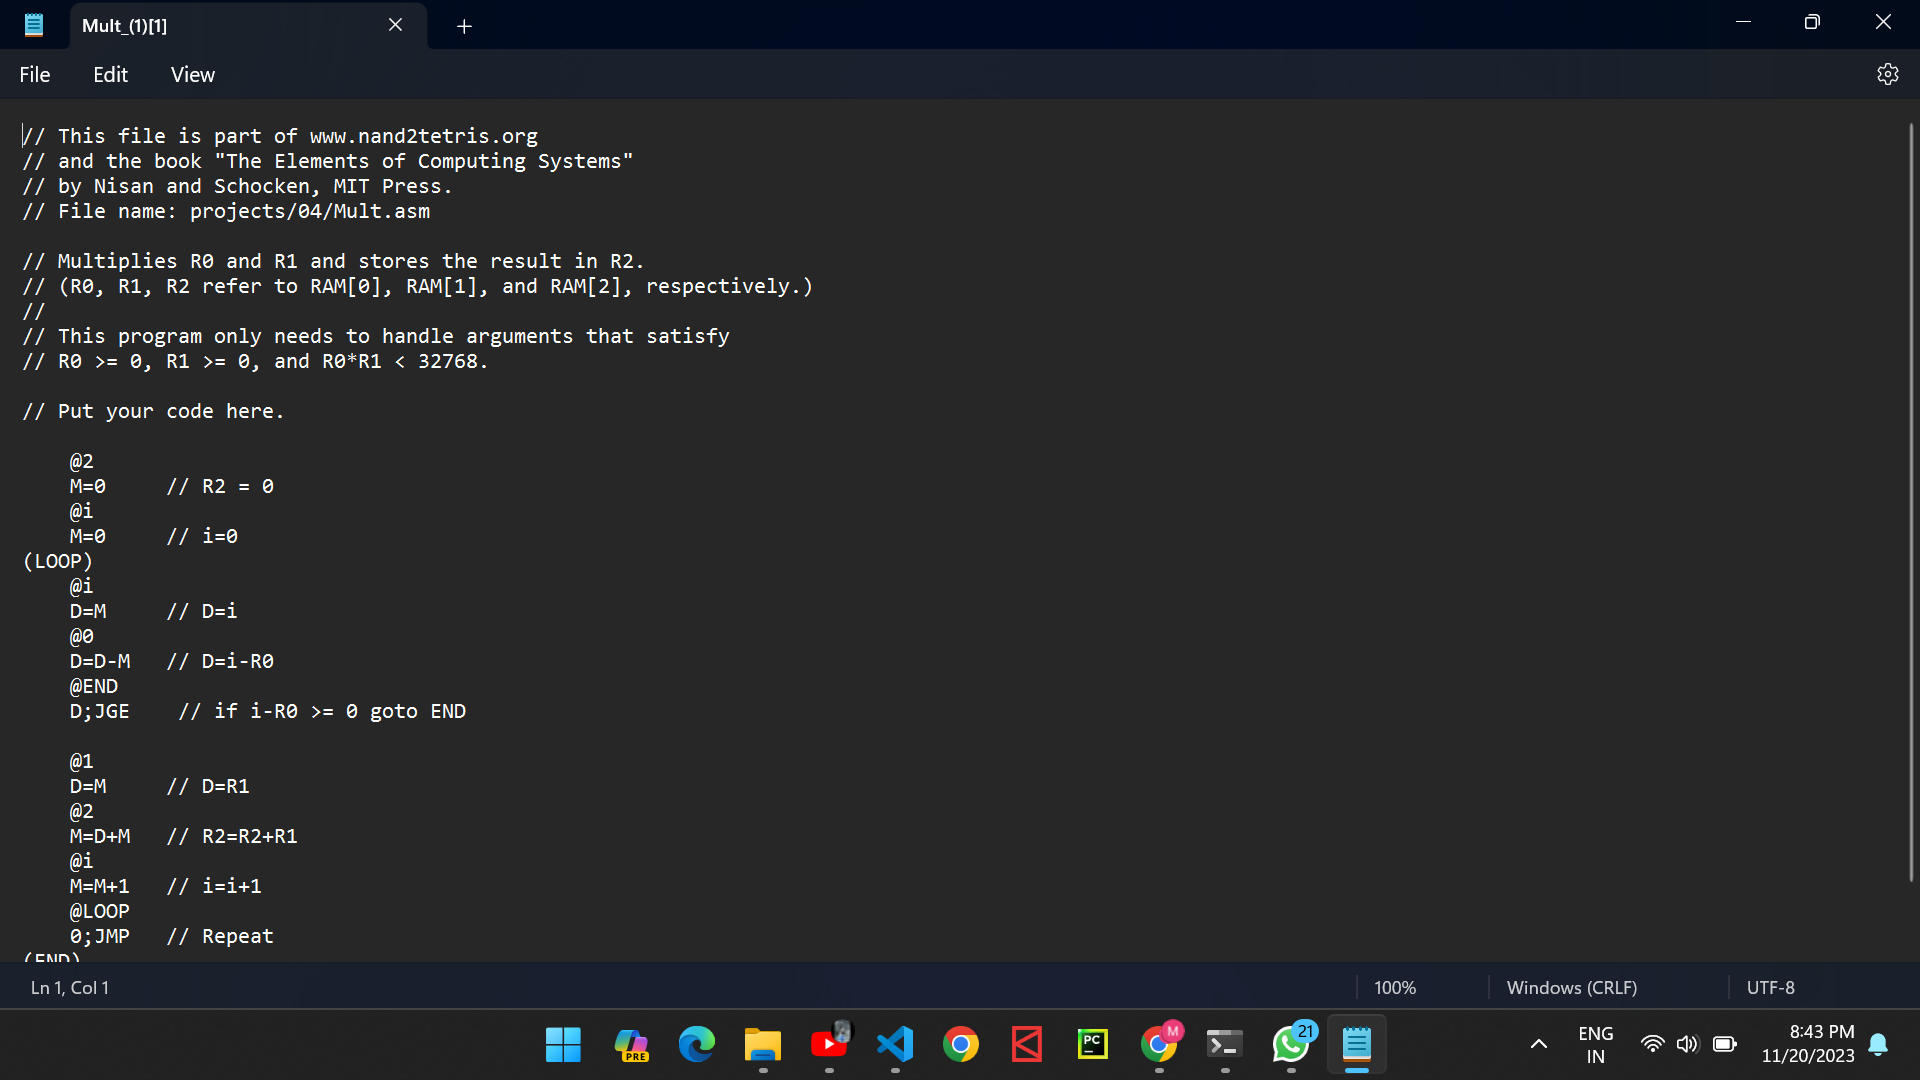 Mult_(1)[1]
File Edit View
// This file is part of www.nand2tetris.org
// and the book "The Elements of Computing Systems"
// by Nisan and Schocken, MIT Press.
// File name: projects/04/Mult.asm
// Multiplies R0 and R1 and stores the result in R2.
// (R0, R1, R2 refer to RAM[0], RAM[1], and RAM[2], respectively.)
//
// This program only needs to handle arguments that satisfy
// R0 >= 0, R1 >= 0, and R0*R1 < 32768.
// Put your code here.
@2
M=0 // R2 = 0
@i
M=0 // i=0
(LOOP)
@i
D=M // D=i
@0
D=D-M // D=i-R0
@END
D;JGE // if i-R0 >= 0 goto END
@1
D=M // D=R1
@2
M=D+M // R2=R2+R1
@i
M=M+1 // i=i+1
@LOOP
0;JMP // Repeat
(END)
Ln 1, Col 1 100% Windows (CRLF) UTF-8
PRE PC M 21 ENG 8:43 PM
IN 11/20/2023